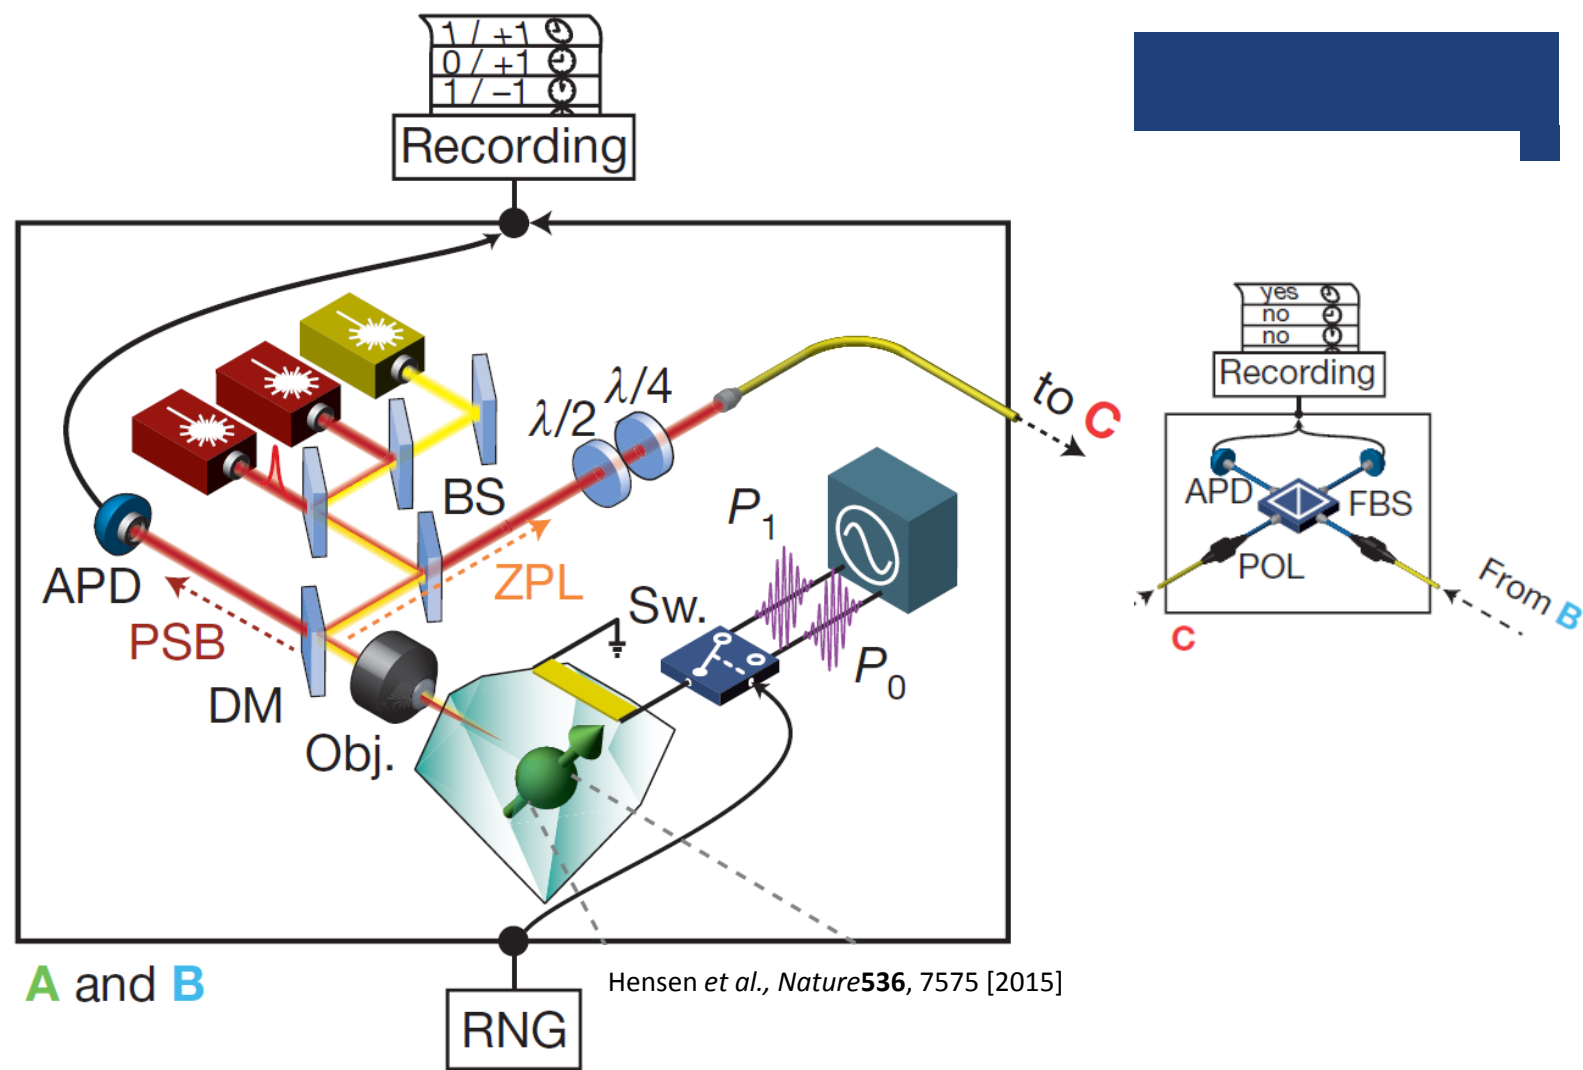 1 / +1
0 / +1
1 / −1
Recording
λ/2
λ/4
BS
APD
PSB
ZPL
DM
Obj.
Sw.
P1
P0
to C
A and B
RNG
Hensen et al., Nature536, 7575 [2015]
yes
no
no
Recording
APD
FBS
POL
From B
C